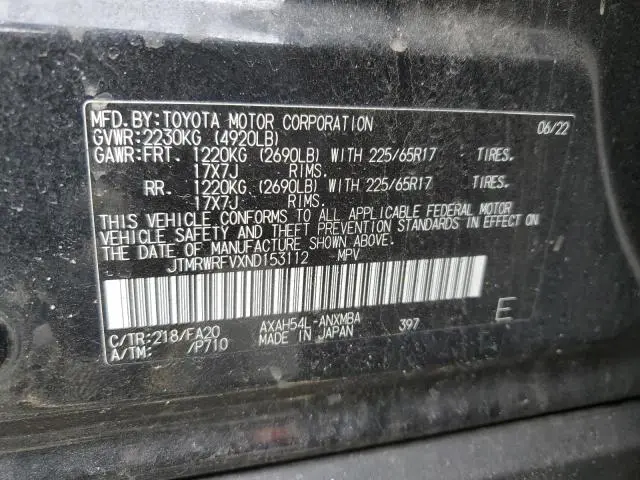 MFD.BY:TOYOTA MOTOR CORPORATION 06/22
GVWR:2230KG (4920LB)
GAWR:FRT. 1220KG (2690LB) WITH 225/65R17 TIRES.
17X7J RIMS.
RR. 1220KG (2690LB) WITH 225/65R17 TIRES.
17X7J RIMS.
THIS VEHICLE CONFORMS TO ALL APPLICABLE FEDERAL MOTOR
VEHICLE SAFETY AND THEFT PREVENTION STANDARDS IN EFFECT ON
THE DATE OF MANUFACTURE SHOWN ABOVE.
JTMRWRFVXND153112 MPV
C/TR:218/FA20 AXAH54L-ANXMBA 397 E
A/TM: /P710 MADE IN JAPAN